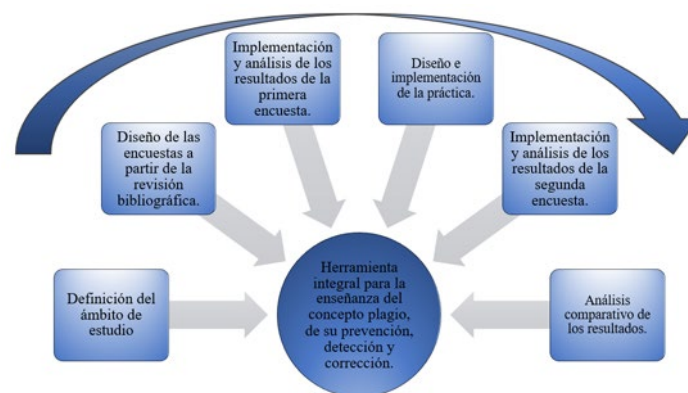 Definición del
ámbito de
estudio
Diseño de las
encuestas a
partir de la
revisión
bibliográfica.
Implementación
y análisis de los
resultados de la
primera
encuesta.
Diseño e
implementación
de la práctica.
Implementación
y análisis de los
resultados de la
segunda
encuesta.
Análisis
comparativo de
los resultados.
Herramienta
integral para la
enseñanza del
concepto plagio,
de su prevención,
detección y
corrección.